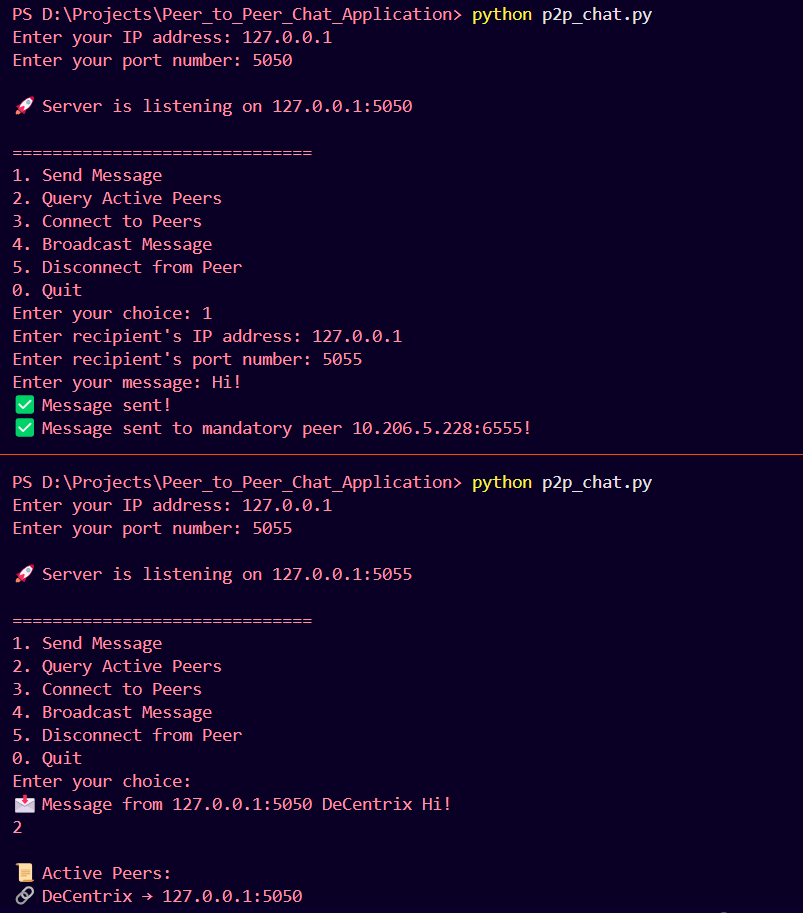 PS D:\Projects\Peer_to_Peer_Chat_Application> python p2p_chat.py
Enter your IP address: 127.0.0.1
Enter your port number: 5050
🚀 Server is listening on 127.0.0.1:5050
==============================
1. Send Message
2. Query Active Peers
3. Connect to Peers
4. Broadcast Message
5. Disconnect from Peer
0. Quit
Enter your choice: 1
Enter recipient's IP address: 127.0.0.1
Enter recipient's port number: 5055
Enter your message: Hi!
✅ Message sent!
✅ Message sent to mandatory peer 10.206.5.228:6555!
PS D:\Projects\Peer_to_Peer_Chat_Application> python p2p_chat.py
Enter your IP address: 127.0.0.1
Enter your port number: 5055
🚀 Server is listening on 127.0.0.1:5055
==============================
1. Send Message
2. Query Active Peers
3. Connect to Peers
4. Broadcast Message
5. Disconnect from Peer
0. Quit
Enter your choice:
📩 Message from 127.0.0.1:5050 DeCentrix Hi!
2
📜 Active Peers:
🔗 DeCentrix → 127.0.0.1:5050